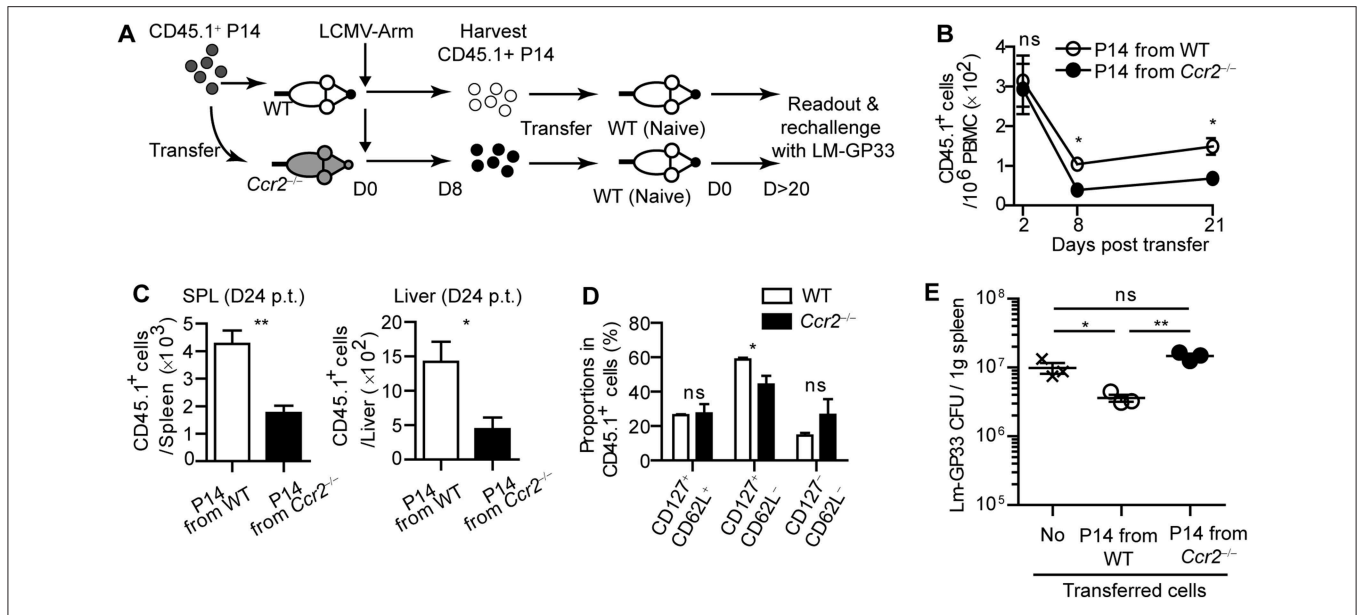 A
CD45.1⁺ P14
LCMV-Arm
Harvest
CD45.1+ P14
WT
WT (Naive)
Transfer
Transfer
Readout &
rechallenge
with LM-GP33
Ccr2⁻/⁻
D0
D8
WT (Naive)
D0
D>20
B
ns
P14 from WT
P14 from Ccr2⁻/⁻
*
*
CD45.1⁺ cells
/10⁶ PBMC (×10²)
4
3
2
1
0
2
8
21
Days post transfer
C
SPL (D24 p.t.)
**
CD45.1⁺ cells
/Spleen (×10³)
5
4
3
2
1
0
P14
from WT
P14
from Ccr2⁻/⁻
Liver (D24 p.t.)
*
CD45.1⁺ cells
/Liver (×10²)
20
15
10
5
0
P14
from WT
P14
from Ccr2⁻/⁻
D
WT
Ccr2⁻/⁻
Proportions in
CD45.1⁺ cells (%)
80
60
40
20
0
ns
*
ns
CD127⁺
CD62L⁺
CD127⁺
CD62L⁻
CD127⁻
CD62L⁻
E
ns
*
**
Lm-GP33 CFU / 1g spleen
10⁸
10⁷
10⁶
10⁵
No
P14 from
WT
P14 from
Ccr2⁻/⁻
Transferred cells